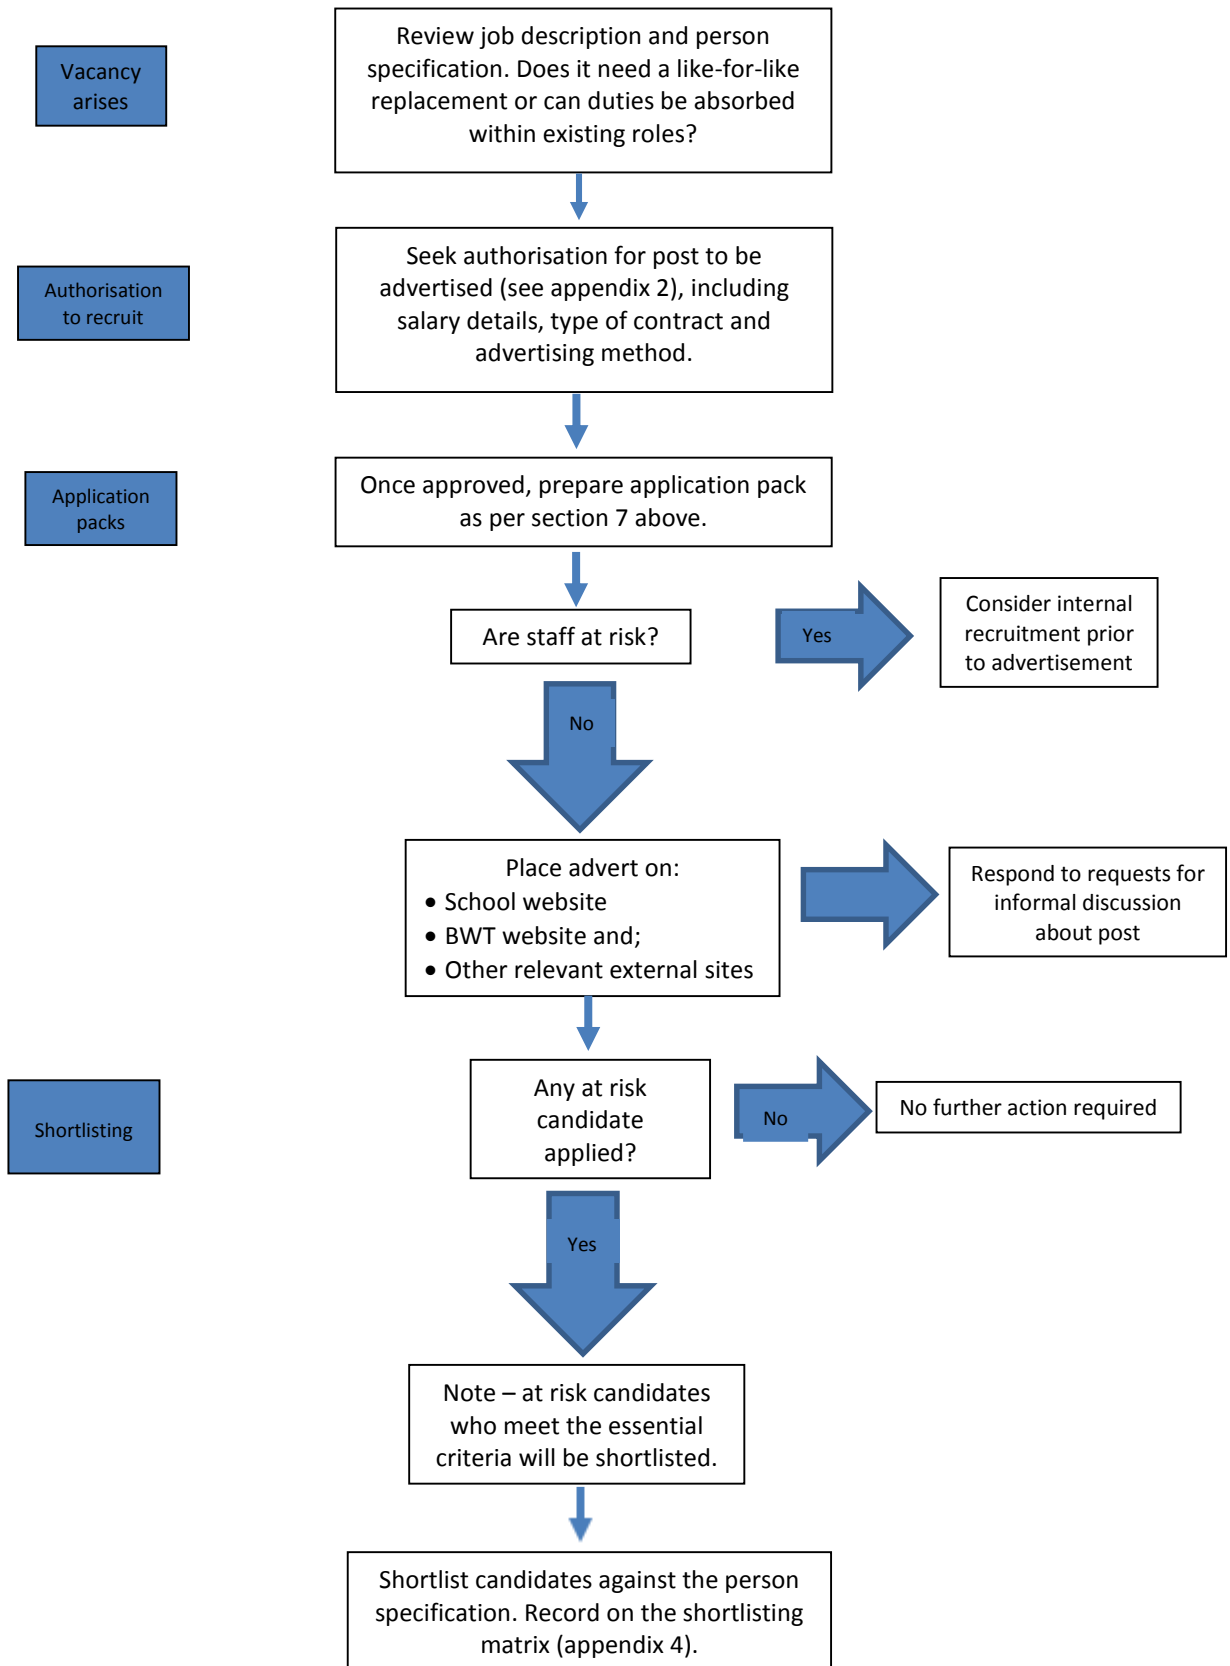 Vacancy
arises
Review job description and person
specification. Does it need a like-for-like
replacement or can duties be absorbed
within existing roles?
Authorisation
to recruit
Seek authorisation for post to be
advertised (see appendix 2), including
salary details, type of contract and
advertising method.
Application
packs
Once approved, prepare application pack
as per section 7 above.
Are staff at risk?
Yes
Consider internal
recruitment prior
to advertisement
No
Place advert on:
• School website
• BWT website and;
• Other relevant external sites
Respond to requests for
informal discussion
about post
Shortlisting
Any at risk
candidate
applied?
No
No further action required
Yes
Note – at risk candidates
who meet the essential
criteria will be shortlisted.
Shortlist candidates against the person
specification. Record on the shortlisting
matrix (appendix 4).